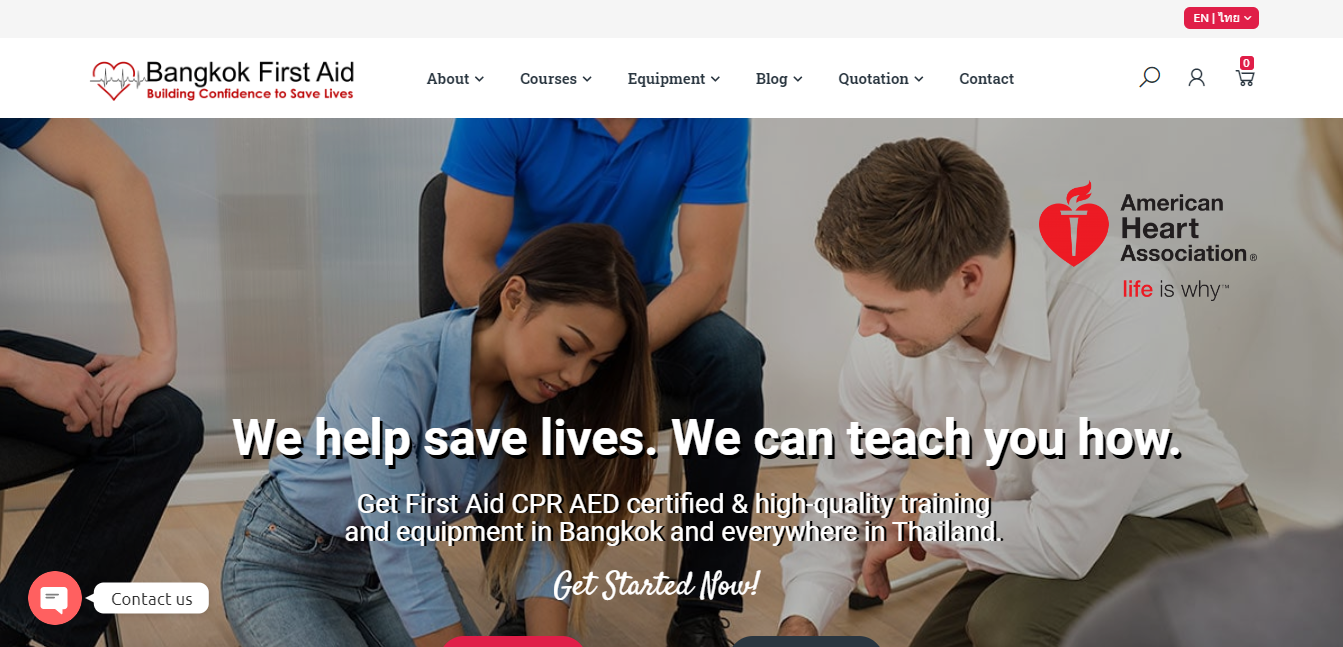 EN | ไทย
Bangkok First Aid
Building Confidence to Save Lives
About
Courses
Equipment
Blog
Quotation
Contact
0
American
Heart
Association®
life is why™
We help save lives. We can teach you how.
Get First Aid CPR AED certified & high-quality training
and equipment in Bangkok and everywhere in Thailand.
Get Started Now!
Contact us